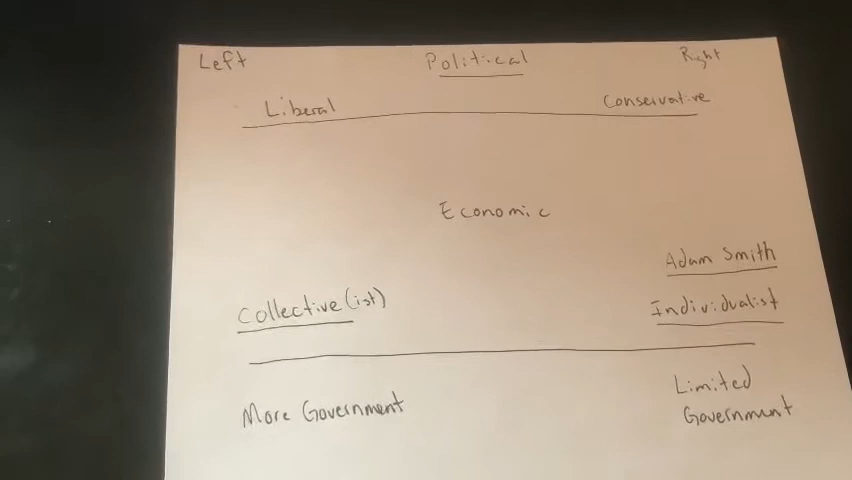 Left Political Right
Liberal Conservative
Economic
Adam Smith
Collective(ist) Individualist
More Government Limited
Government